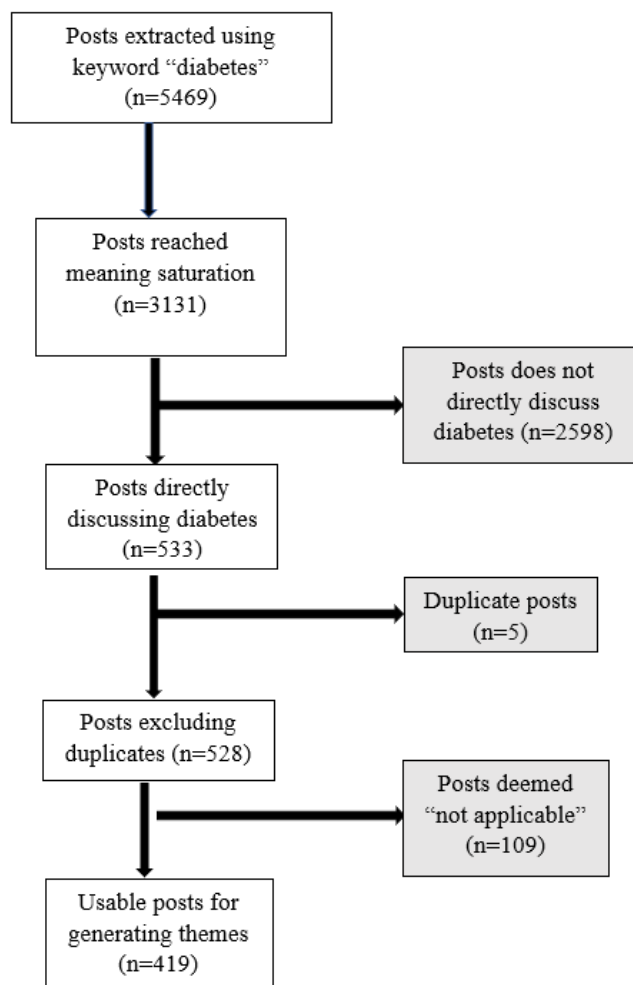 Posts extracted using
keyword “diabetes”
(n=5469)
Posts reached
meaning saturation
(n=3131)
Posts does not
directly discuss
diabetes (n=2598)
Posts directly
discussing diabetes
(n=533)
Duplicate posts
(n=5)
Posts excluding
duplicates (n=528)
Posts deemed
“not applicable”
(n=109)
Usable posts for
generating themes
(n=419)